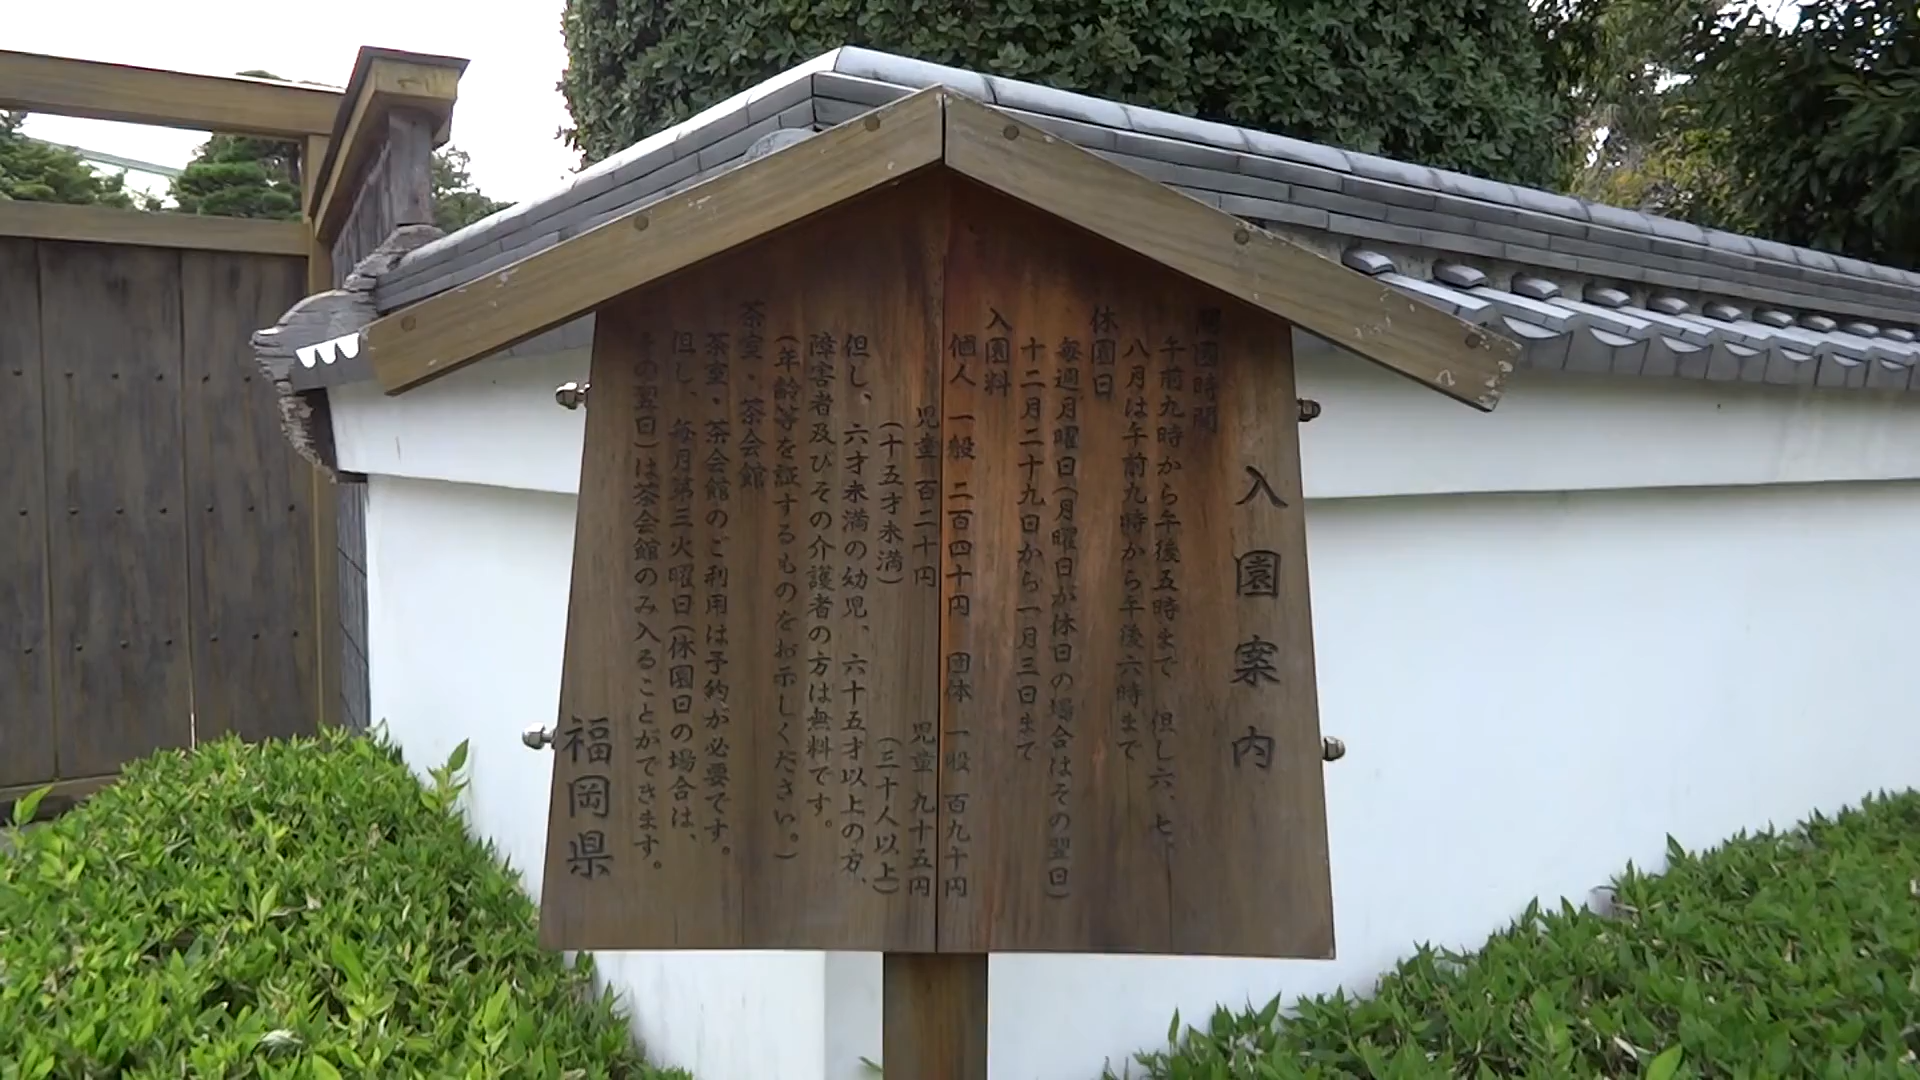 入園案内
開園時間
午前九時から午後五時まで　但し六、七、
八月は午前九時から午後六時まで
休園日
毎週月曜日(月曜日が休日の場合はその翌日)
十二月二十九日から一月三日まで
入園料
個人　一般　二百四十円　団体　一般　百九十円
児童　百二十円　児童　九十五円
(十五才未満)　(三十人以上)
但し、六才未満の幼児、六十五才以上の方、
障害者及びその介護者の方は無料です。
(年齢等を証するものをお示しください。)
茶室・茶会館
茶室・茶会館のご利用は予約が必要です。
但し、毎月第三火曜日(休園日の場合は、
その翌日)は茶会館のみ入ることができます。
福岡県